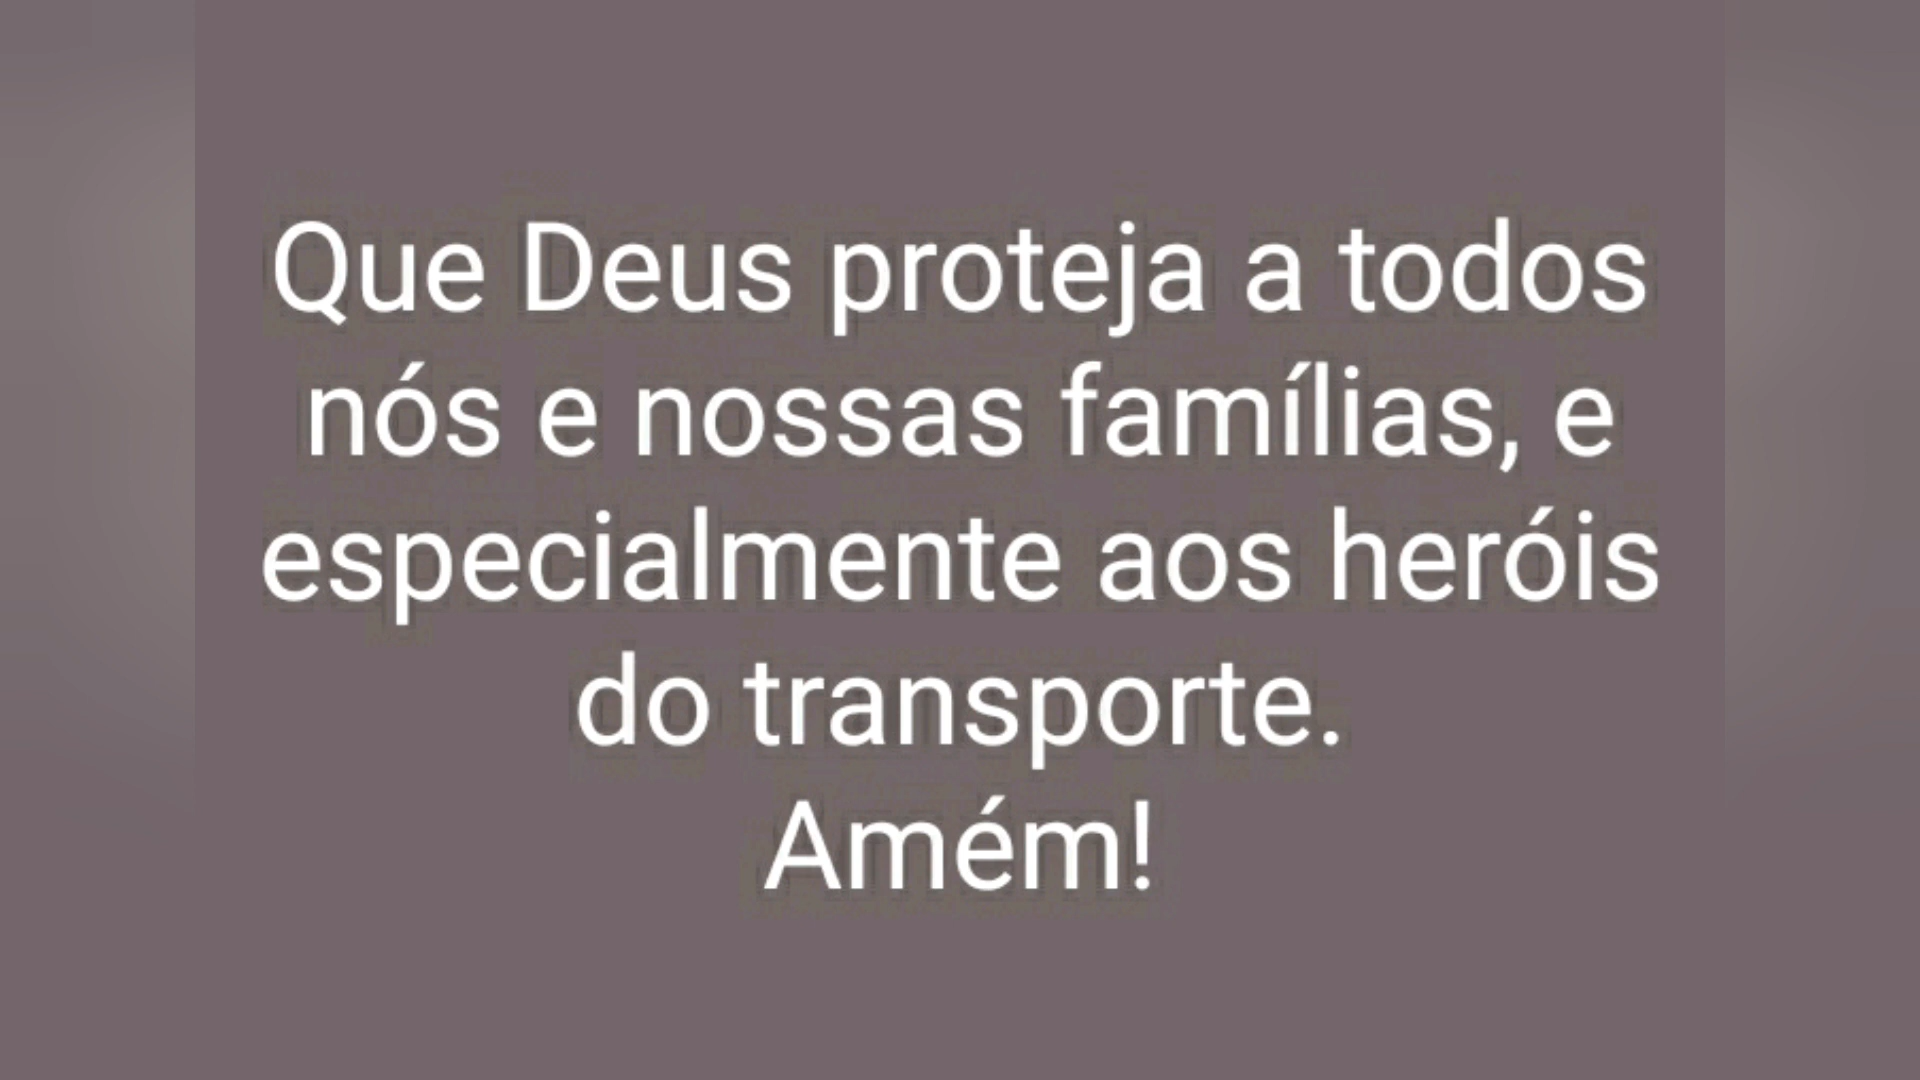 Que Deus proteja a todos
nós e nossas famílias, e
especialmente aos heróis
do transporte.
Amém!